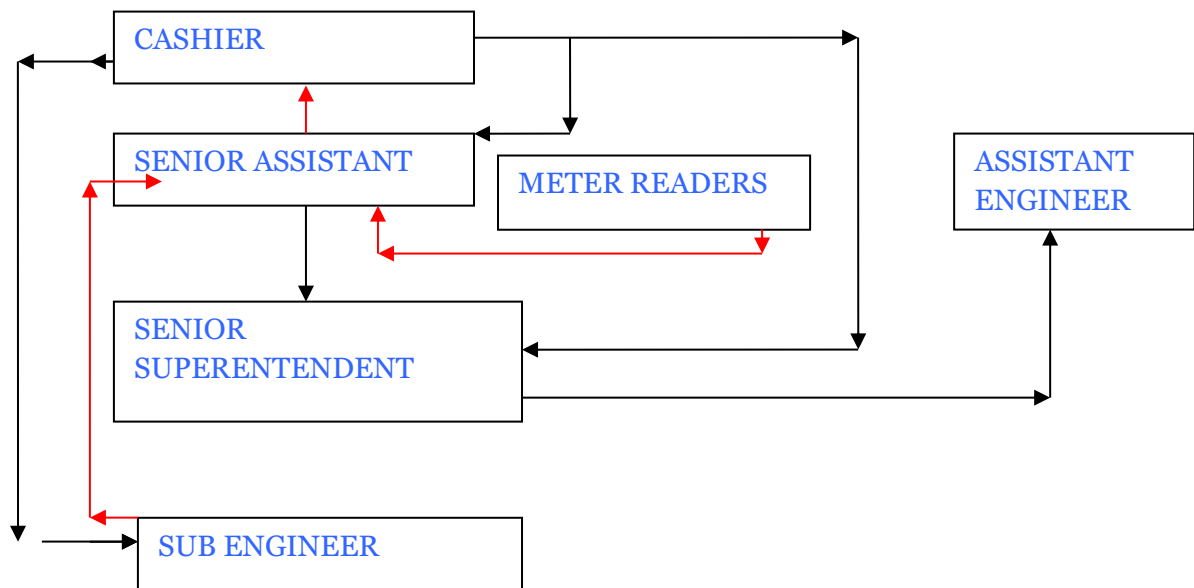 CASHIER
SENIOR ASSISTANT
METER READERS
ASSISTANT
ENGINEER
SENIOR
SUPERENTENDENT
SUB ENGINEER